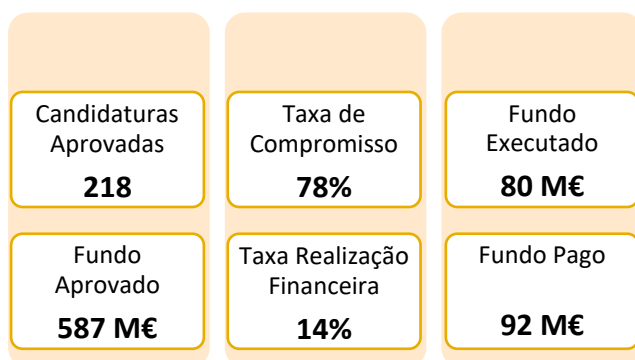 Candidaturas
Aprovadas
218
Taxa de
Compromisso
78%
Fundo
Executado
80 M€
Fundo
Aprovado
587 M€
Taxa Realização
Financeira
14%
Fundo Pago
92 M€